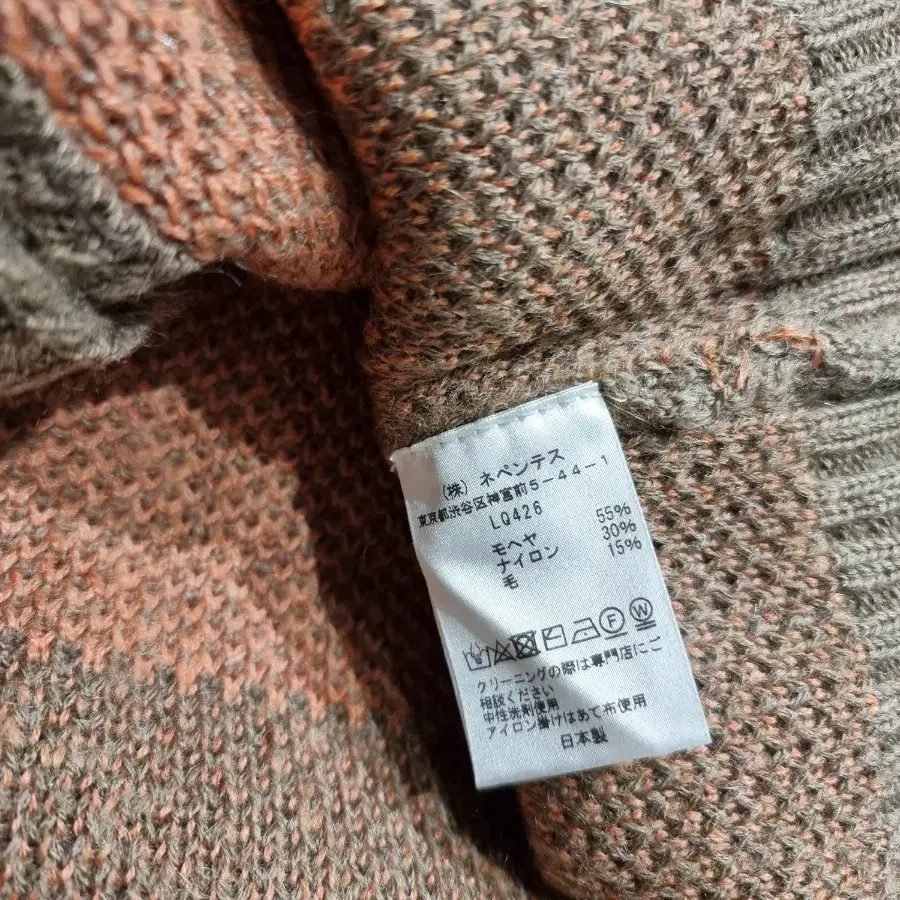 (株) ネペンテス
東京都渋谷区神宮前5-44-1
LQ426
モヘヤ 55%
ナイロン 30%
毛 15%
F W
クリーニングの際は専門店にご
相談ください
中性洗剤使用
アイロン掛けはあて布使用
日本製